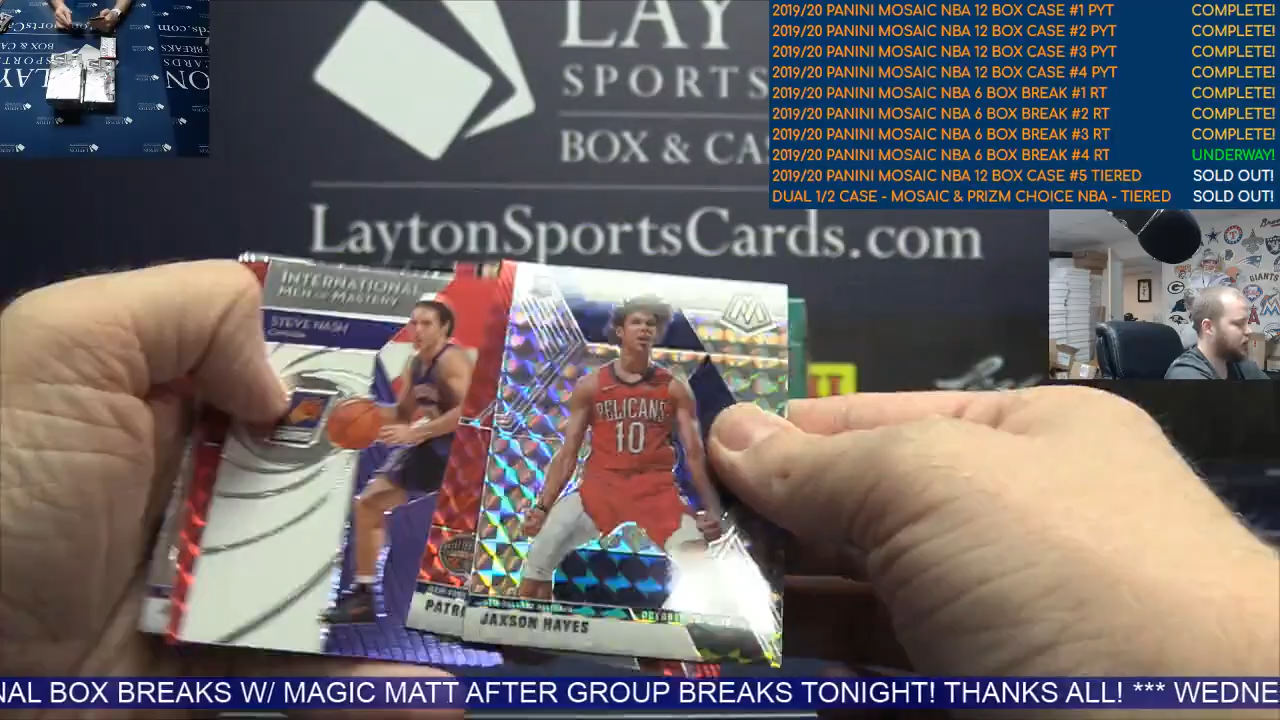 2019/20 PANINI MOSAIC NBA 12 BOX CASE #1 PYT COMPLETE!
2019/20 PANINI MOSAIC NBA 12 BOX CASE #2 PYT COMPLETE!
2019/20 PANINI MOSAIC NBA 12 BOX CASE #3 PYT COMPLETE!
2019/20 PANINI MOSAIC NBA 12 BOX CASE #4 PYT COMPLETE!
2019/20 PANINI MOSAIC NBA 6 BOX BREAK #1 RT COMPLETE!
2019/20 PANINI MOSAIC NBA 6 BOX BREAK #2 RT COMPLETE!
2019/20 PANINI MOSAIC NBA 6 BOX BREAK #3 RT COMPLETE!
2019/20 PANINI MOSAIC NBA 6 BOX BREAK #4 RT UNDERWAY!
2019/20 PANINI MOSAIC NBA 12 BOX CASE #5 TIERED SOLD OUT!
DUAL 1/2 CASE - MOSAIC & PRIZM CHOICE NBA - TIERED SOLD OUT!
LAY
SPORTS
BOX & CA
LaytonSportsCards.com
GIANTS
INTERNATIONAL
MEN OF MASTERY
STEVE NASH
PELICANS
10
PATRI
JAXSON HAYES
NAL BOX BREAKS W/ MAGIC MATT AFTER GROUP BREAKS TONIGHT! THANKS ALL! *** WEDNE